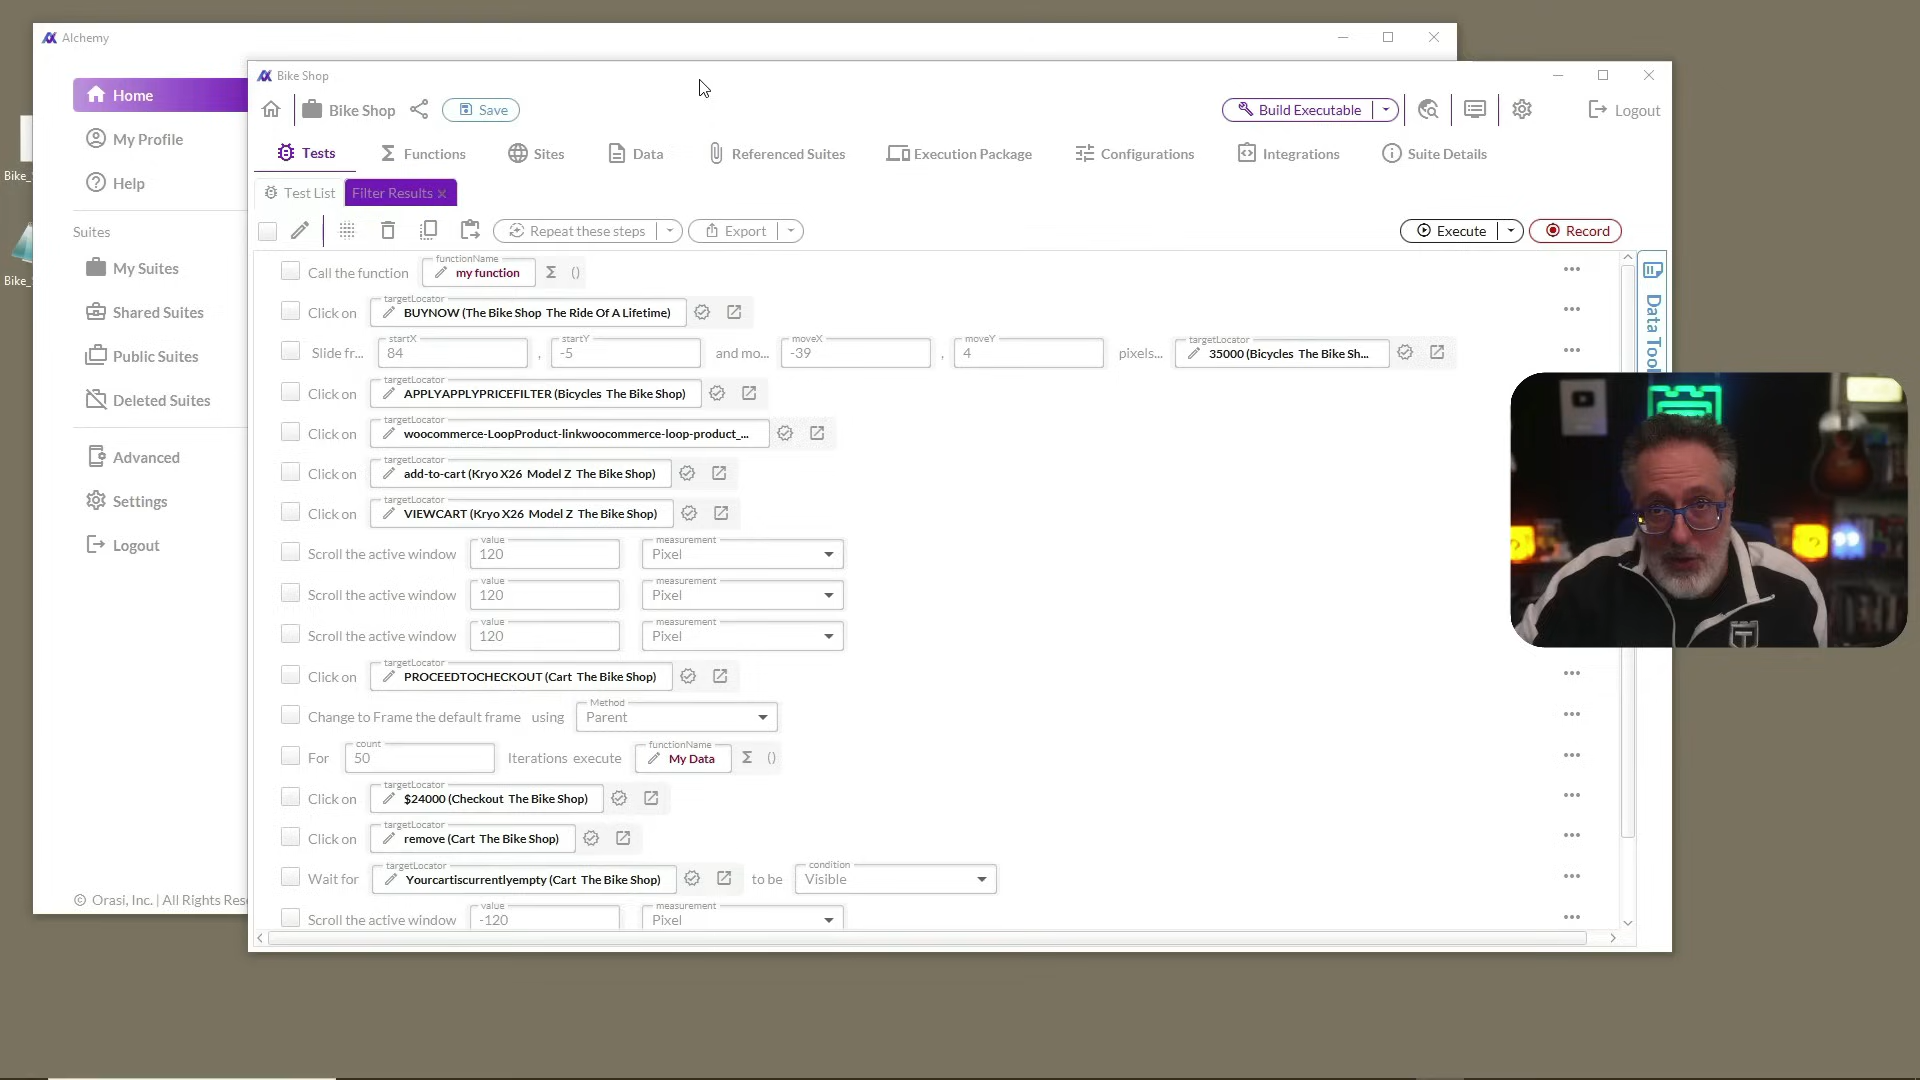 Alchemy
Bike Shop
Home
Bike Shop
Save
Build Executable
Logout
My Profile
Tests
Functions
Sites
Data
Referenced Suites
Execution Package
Configurations
Integrations
Suite Details
Bike_
Help
Test List
Filter Results
Suites
Repeat these steps
Export
Execute
Record
My Suites
functionName
Call the function
my function
Σ
()
Bike_
Shared Suites
targetLocator
Click on
BUYNOW (The Bike Shop The Ride Of A Lifetime)
Data Tool
Public Suites
startX
startY
moveX
moveY
targetLocator
Slide fr...
84
,
-5
and mo...
-39
,
4
pixels...
35000 (Bicycles The Bike Sh...
Deleted Suites
targetLocator
Click on
APPLYAPPLYPRICEFILTER (Bicycles The Bike Shop)
targetLocator
Click on
woocommerce-LoopProduct-linkwoocommerce-loop-product_...
Advanced
targetLocator
Click on
add-to-cart (Kryo X26 Model Z The Bike Shop)
Settings
targetLocator
Click on
VIEWCART (Kryo X26 Model Z The Bike Shop)
Logout
value
measurement
Scroll the active window
120
Pixel
value
measurement
Scroll the active window
120
Pixel
value
measurement
Scroll the active window
120
Pixel
targetLocator
Click on
PROCEEDTOCHECKOUT (Cart The Bike Shop)
Method
Change to Frame the default frame using
Parent
count
functionName
For
50
Iterations execute
My Data
Σ
()
targetLocator
Click on
$24000 (Checkout The Bike Shop)
targetLocator
Click on
remove (Cart The Bike Shop)
targetLocator
condition
Wait for
Yourcartiscurrentlyempty (Cart The Bike Shop)
to be
Visible
© Orasi, Inc. | All Rights Rese
value
measurement
Scroll the active window
-120
Pixel